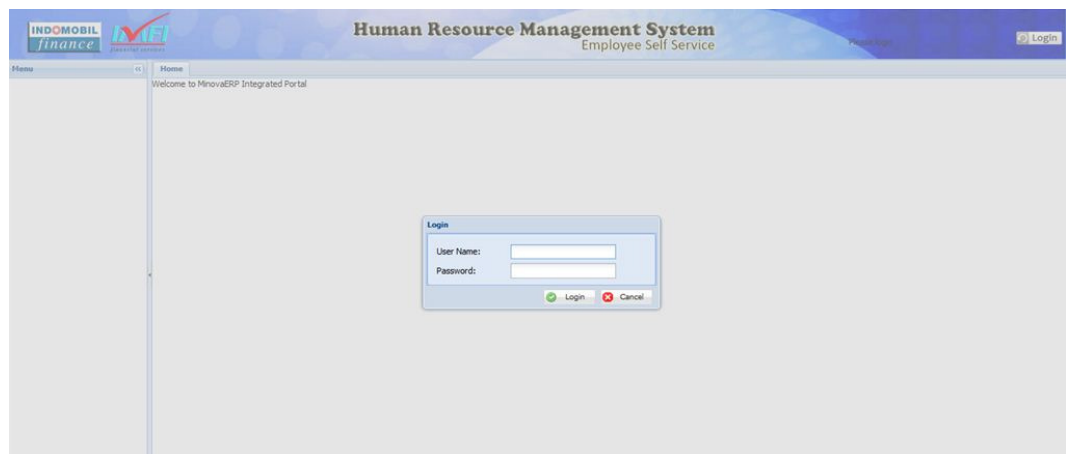 INDOMOBIL
finance
IMFI
Human Resource Management System
Employee Self Service
Login
Menu
Home
Welcome to MinovaERP Integrated Portal
Login
User Name:
Password:
Login
Cancel